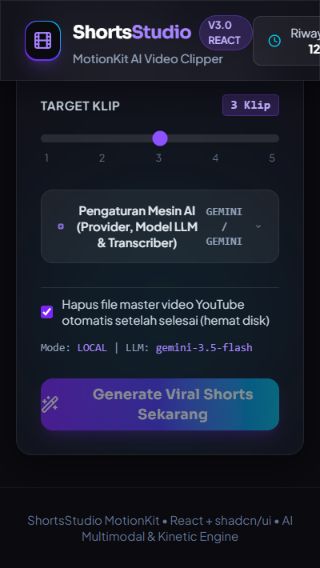 ShortsStudio
V3.0
REACT
MotionKit AI Video Clipper
Riway
12
TARGET KLIP
3 Klip
1 2 3 4 5
Pengaturan Mesin AI
(Provider, Model LLM
& Transcriber)
GEMINI
/
GEMINI
Hapus file master video YouTube
otomatis setelah selesai (hemat disk)
Mode: LOCAL | LLM: gemini-3.5-flash
Generate Viral Shorts
Sekarang
ShortsStudio MotionKit • React + shadcn/ui • AI
Multimodal & Kinetic Engine